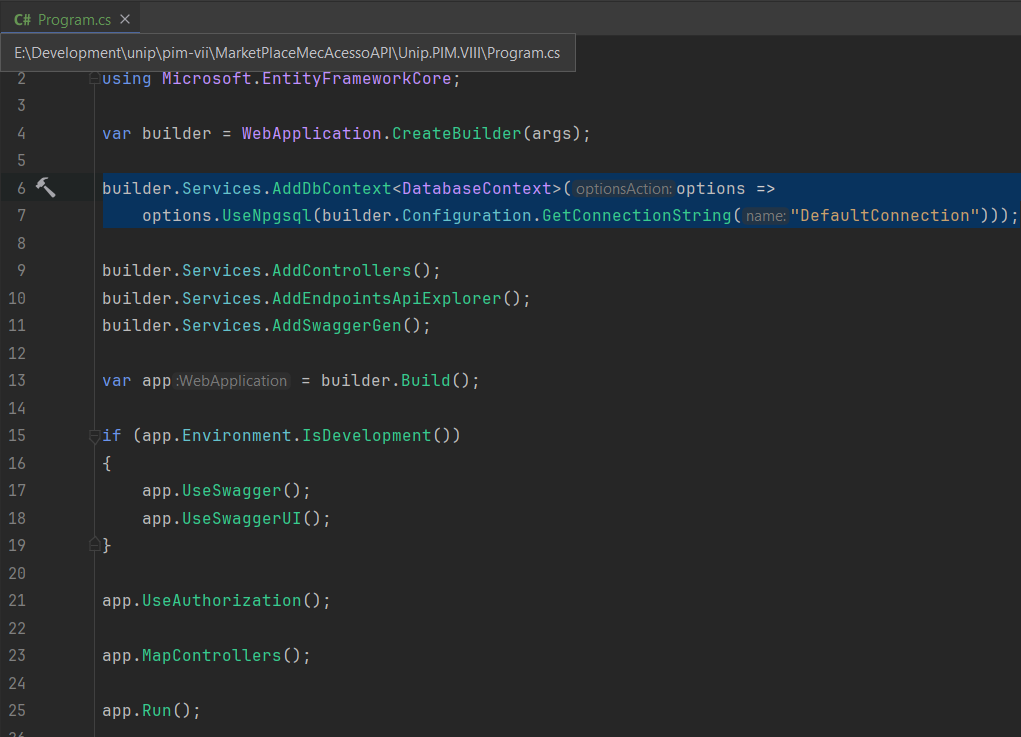 C# Program.cs ×
E:\Development\unip\pim-vii\MarketPlaceMecAcessoAPI\Unip.PIM.VIII\Program.cs
2 using Microsoft.EntityFrameworkCore;
3
4 var builder = WebApplication.CreateBuilder(args);
5
6 builder.Services.AddDbContext<DatabaseContext>( optionsAction: options =>
7     options.UseNpgsql(builder.Configuration.GetConnectionString( name: "DefaultConnection")));
8
9 builder.Services.AddControllers();
10 builder.Services.AddEndpointsApiExplorer();
11 builder.Services.AddSwaggerGen();
12
13 var app :WebApplication = builder.Build();
14
15 if (app.Environment.IsDevelopment())
16 {
17     app.UseSwagger();
18     app.UseSwaggerUI();
19 }
20
21 app.UseAuthorization();
22
23 app.MapControllers();
24
25 app.Run();